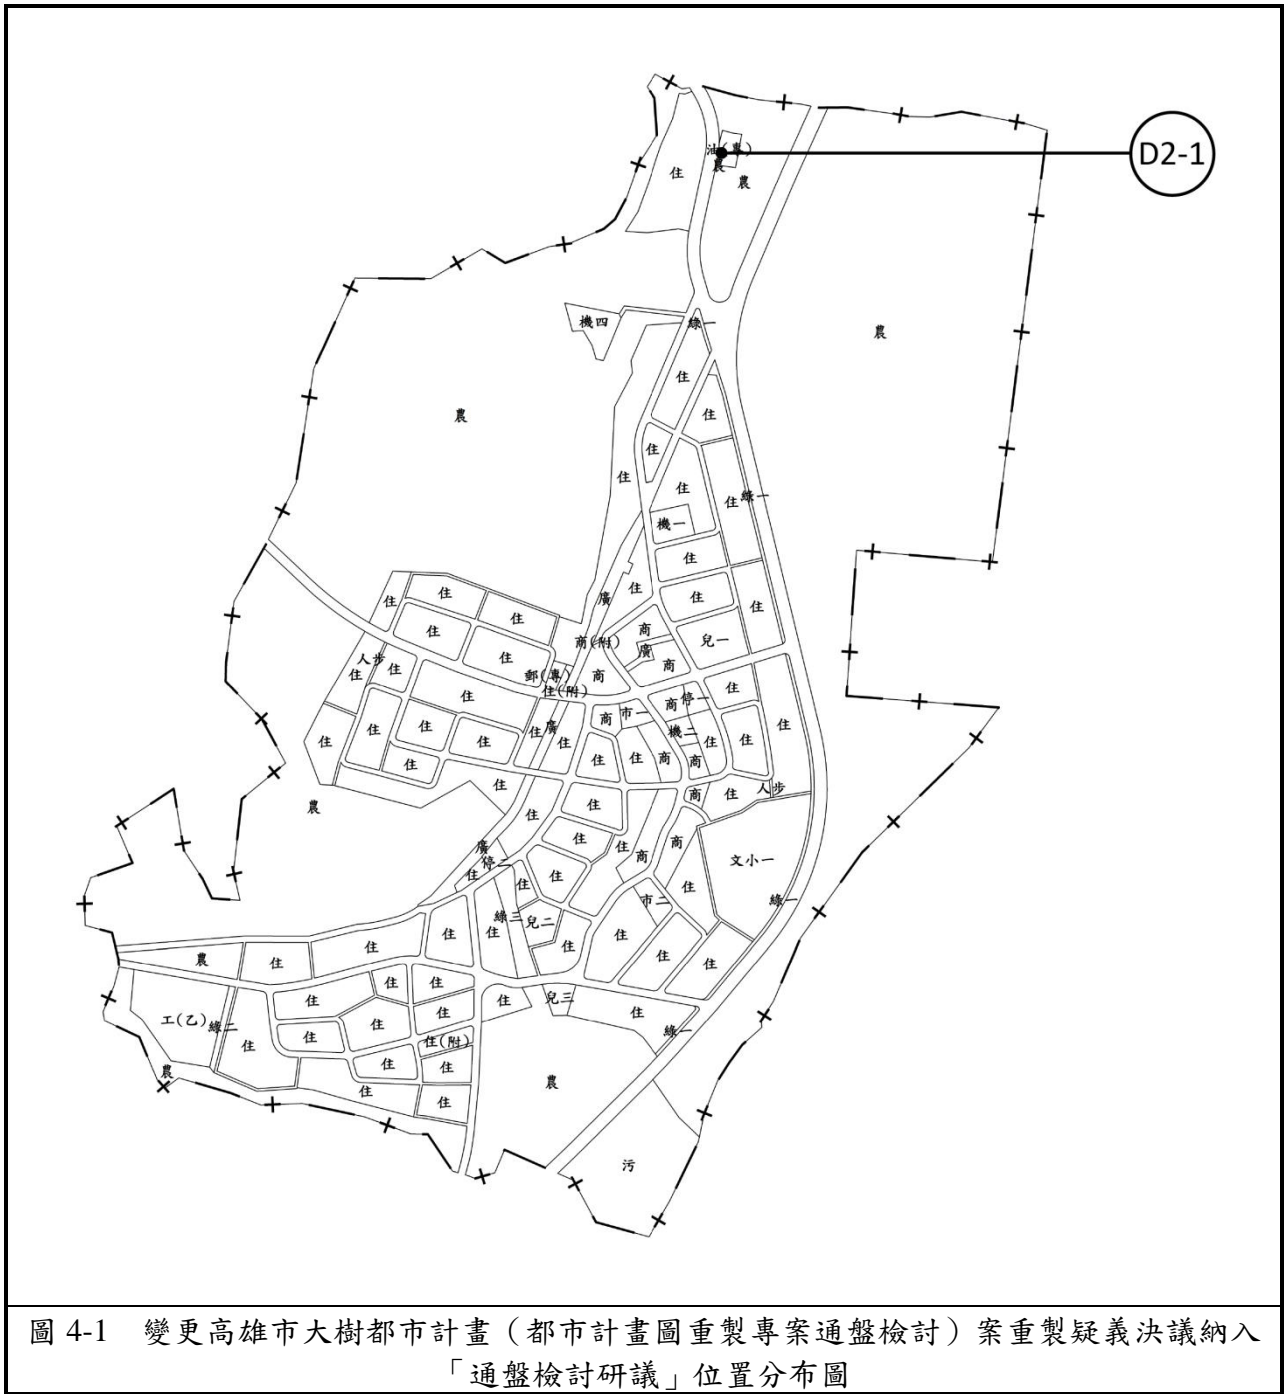 D2-1
油(專)
農
農
住
機四
綠一
農
住
農
住
住
住
住
住
綠一
機一
住
住
住
廣
住
住
住
住
商
兒一
住
住
商(附)
廣
商
人步
住
住
郵(專)
商
住
住
住(附)
商
停一
住
商
市一
住
住
住
廣
住
機二
住
住
住
住
住
住
商
商
住
住
住
商
住
人步
農
住
住
住
商
廣
停二
住
商
文小一
住
住
住
住
市二
綠一
綠三
兒二
住
住
住
住
住
農
住
住
住
住
住
住
住
兒三
工(乙)
綠二
住
住
住
住
綠一
住
住(附)
農
住
住
農
住
住
污
圖 4-1 變更高雄市大樹都市計畫（都市計畫圖重製專案通盤檢討）案重製疑義決議納入
「通盤檢討研議」位置分布圖